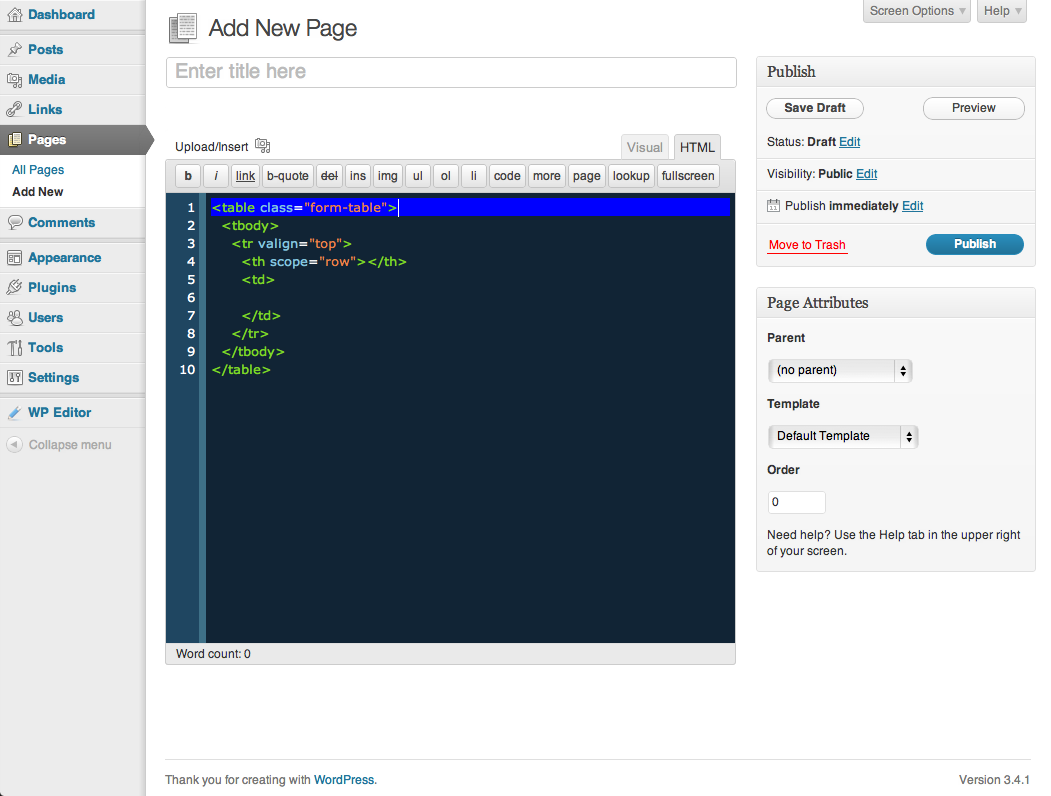 Dashboard
Posts
Media
Links
Pages
All Pages
Add New
Comments
Appearance
Plugins
Users
Tools
Settings
WP Editor
Collapse menu
Screen Options
Help
Add New Page
Enter title here
Upload/Insert
Visual
HTML
b i link b-quote del ins img ul ol li code more page lookup fullscreen
1 <table class="form-table">
2 <tbody>
3 <tr valign="top">
4 <th scope="row"></th>
5 <td>
6
7 </td>
8 </tr>
9 </tbody>
10 </table>
Word count: 0
Publish
Save Draft
Preview
Status: Draft Edit
Visibility: Public Edit
Publish immediately Edit
Move to Trash
Publish
Page Attributes
Parent
(no parent)
Template
Default Template
Order
0
Need help? Use the Help tab in the upper right
of your screen.
Thank you for creating with WordPress.
Version 3.4.1